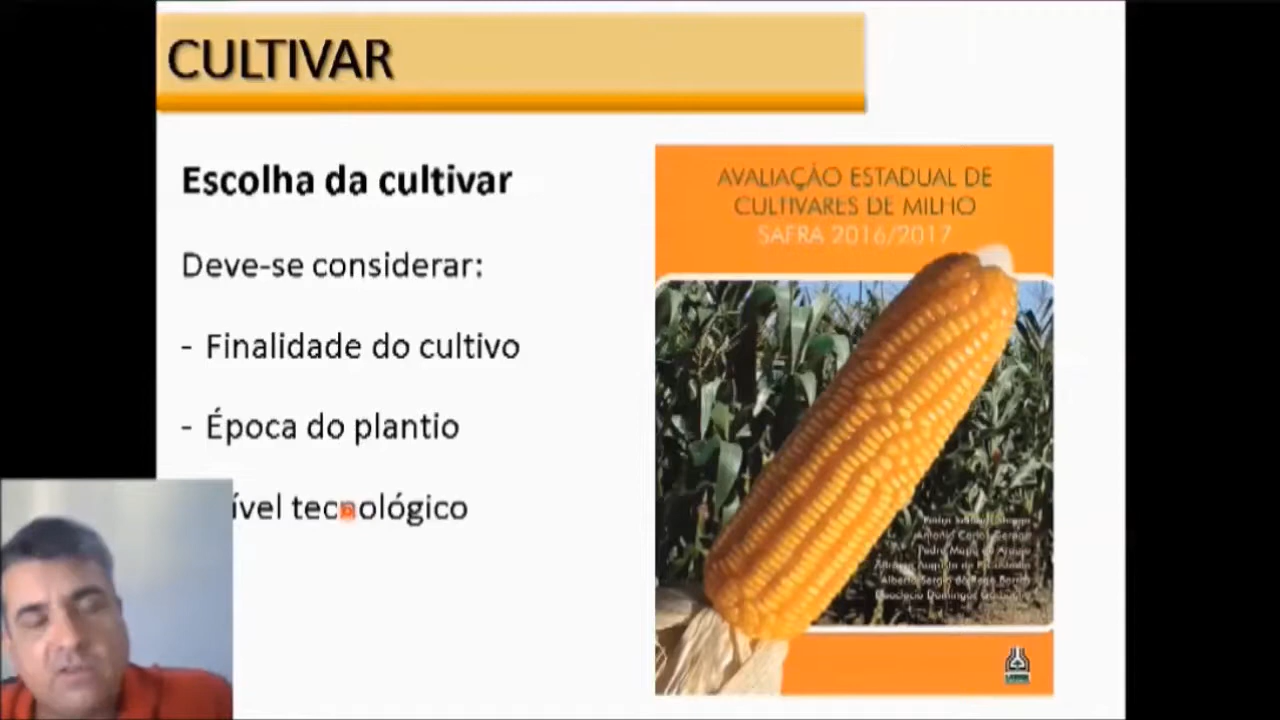 CULTIVAR
Escolha da cultivar
Deve-se considerar:
- Finalidade do cultivo
- Época do plantio
ível tecnológico
AVALIAÇÃO ESTADUAL DE
CULTIVARES DE MILHO
SAFRA 2016/2017